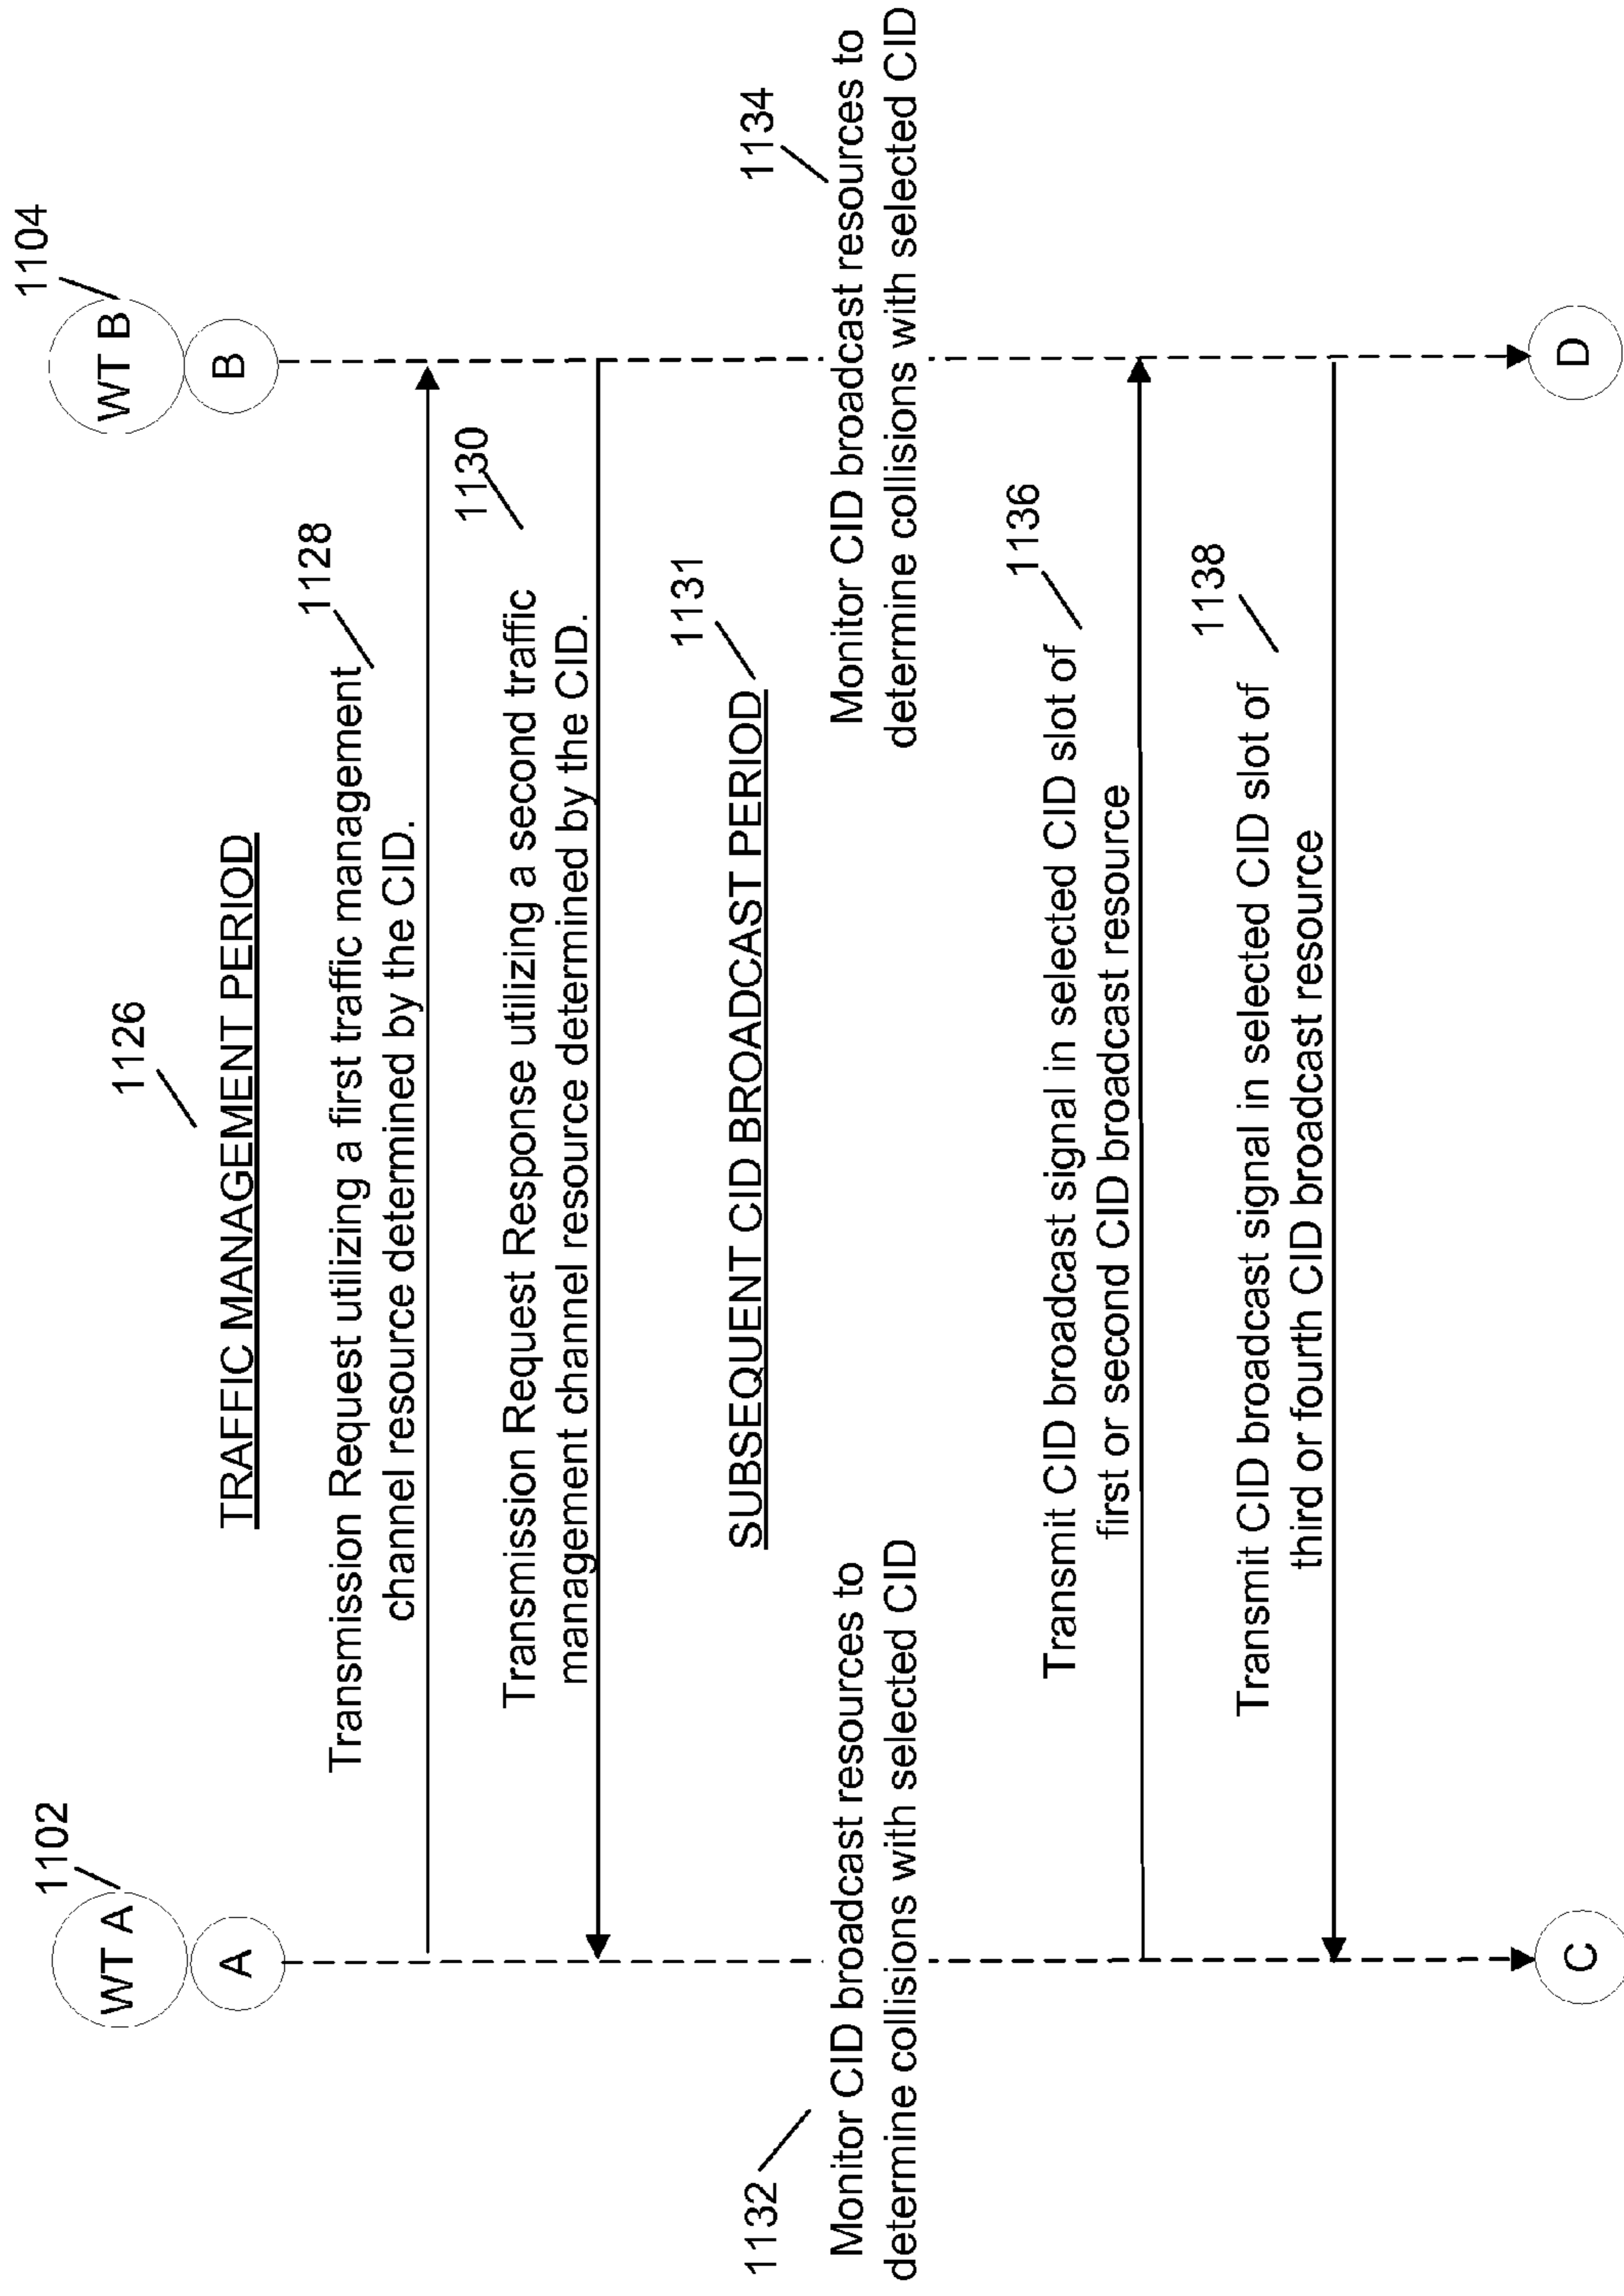 1102
1104
WT A
WT B
A
B
1126
TRAFFIC MANAGEMENT PERIOD
1128
Transmission Request utilizing a first traffic management
channel resource determined by the CID.
1130
Transmission Request Response utilizing a second traffic
management channel resource determined by the CID.
1131
SUBSEQUENT CID BROADCAST PERIOD
1132
Monitor CID broadcast resources to
determine collisions with selected CID
1134
Monitor CID broadcast resources to
determine collisions with selected CID
1136
Transmit CID broadcast signal in selected CID slot of
first or second CID broadcast resource
1138
Transmit CID broadcast signal in selected CID slot of
third or fourth CID broadcast resource
C
D